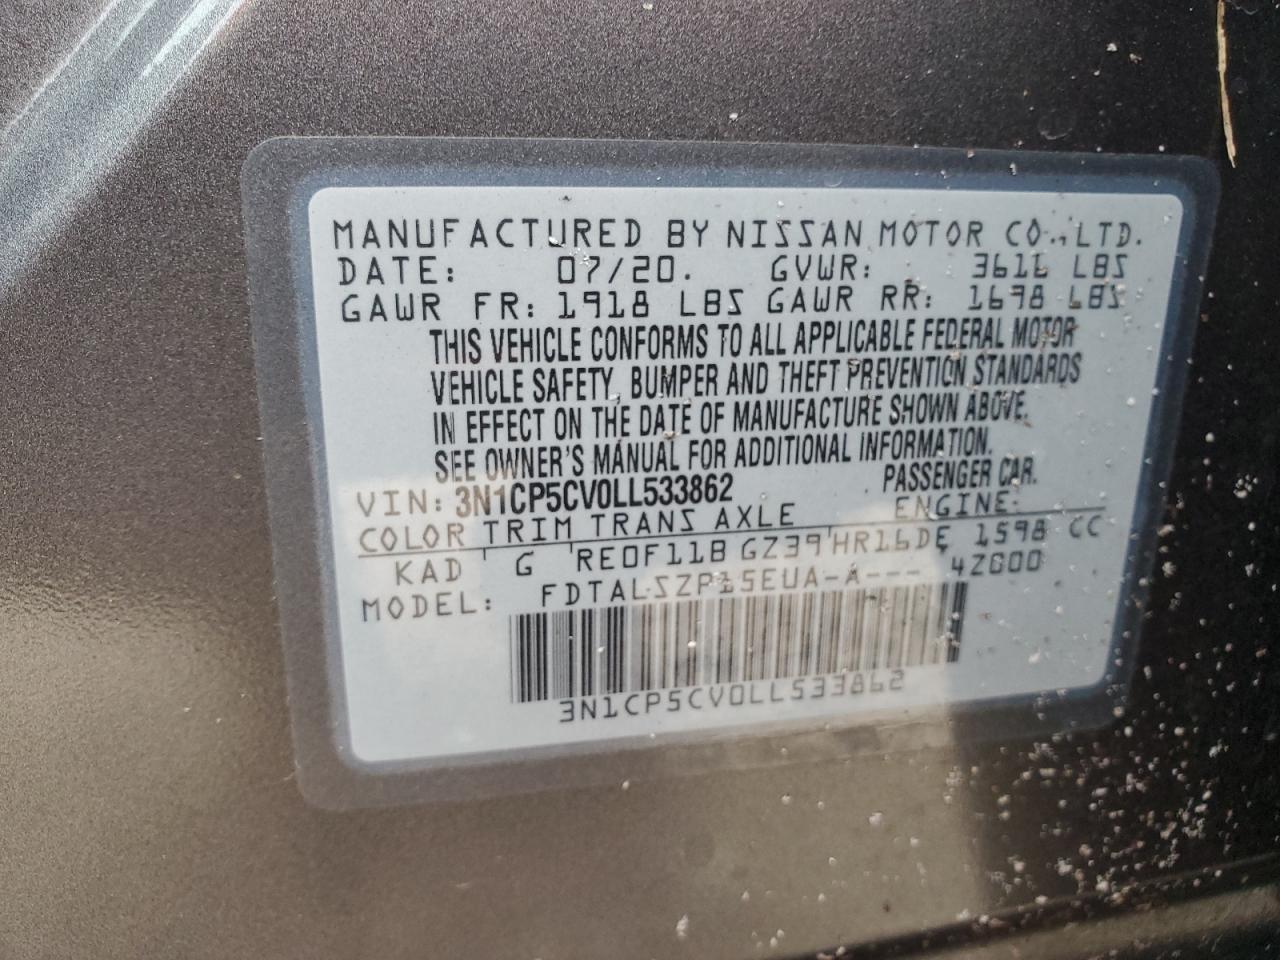 MANUFACTURED BY NISSAN MOTOR CO., LTD.
DATE: 07/20. GVWR: 3616 LBS
GAWR FR: 1918 LBS GAWR RR: 1698 LBS
THIS VEHICLE CONFORMS TO ALL APPLICABLE FEDERAL MOTOR
VEHICLE SAFETY, BUMPER AND THEFT PREVENTION STANDARDS
IN EFFECT ON THE DATE OF MANUFACTURE SHOWN ABOVE.
SEE OWNER'S MANUAL FOR ADDITIONAL INFORMATION.
VIN: 3N1CP5CV0LL533862 PASSENGER CAR.
COLOR TRIM TRANS AXLE ENGINE:
KAD G RE0F11B GZ39 HR16DE 1598 CC
MODEL: FDTALSZP15EUA-A--- 4Z000
3N1CP5CV0LL533862